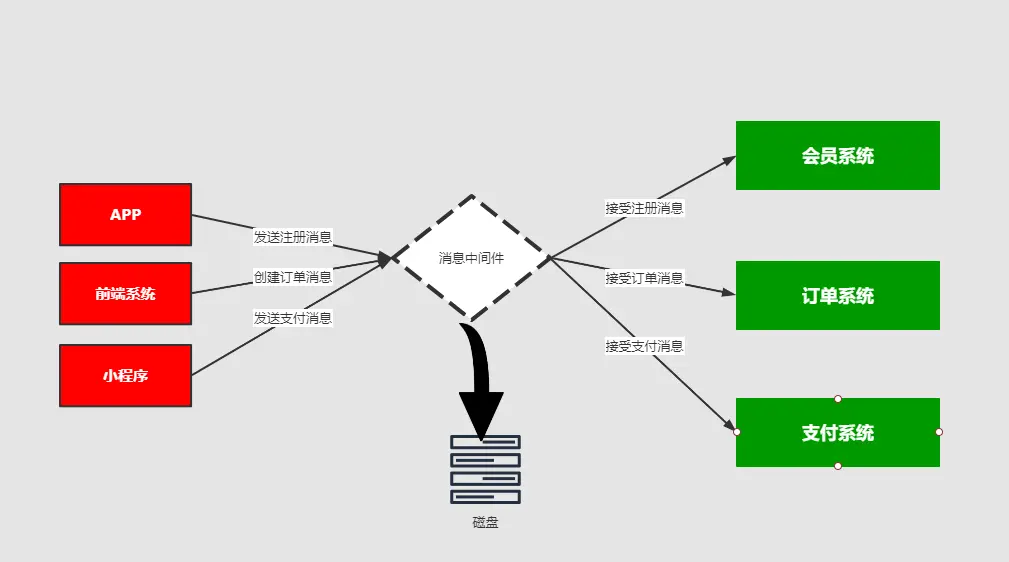 APP
前端系统
小程序
发送注册消息
创建订单消息
发送支付消息
消息中间件
磁盘
接受注册消息
接受订单消息
接受支付消息
会员系统
订单系统
支付系统